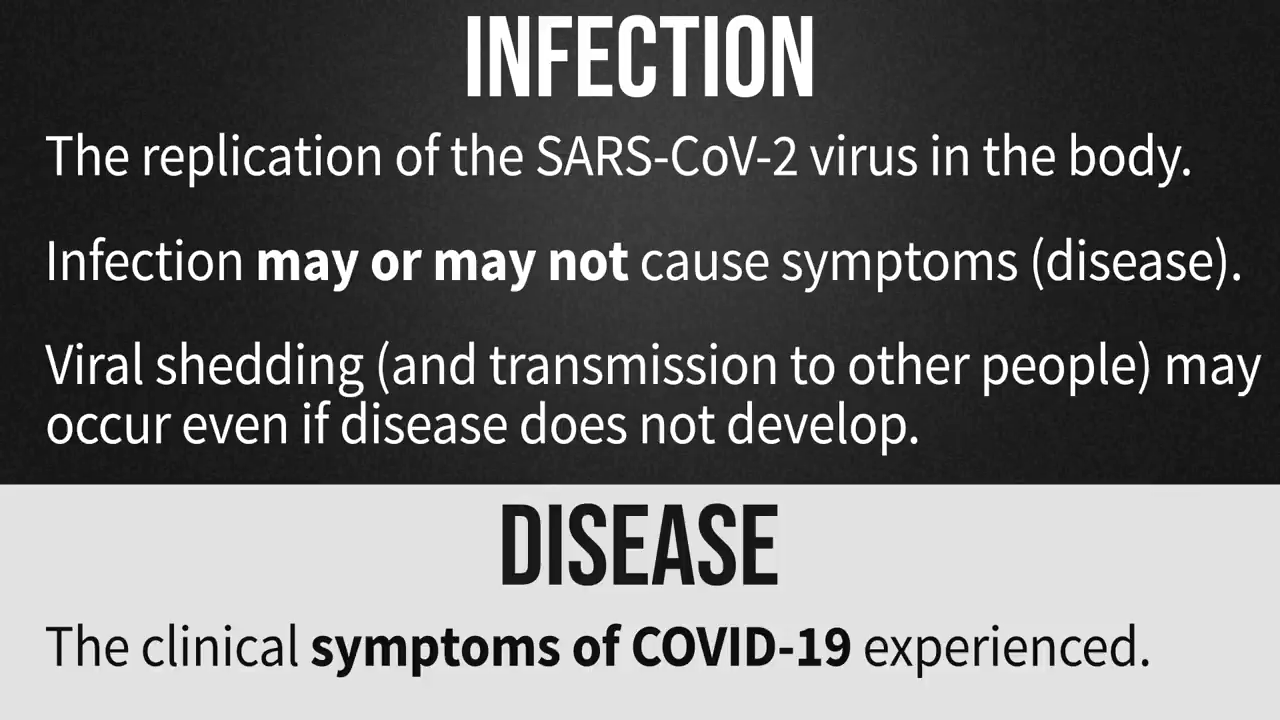 INFECTION
The replication of the SARS-CoV-2 virus in the body.
Infection may or may not cause symptoms (disease).
Viral shedding (and transmission to other people) may
occur even if disease does not develop.
DISEASE
The clinical symptoms of COVID-19 experienced.